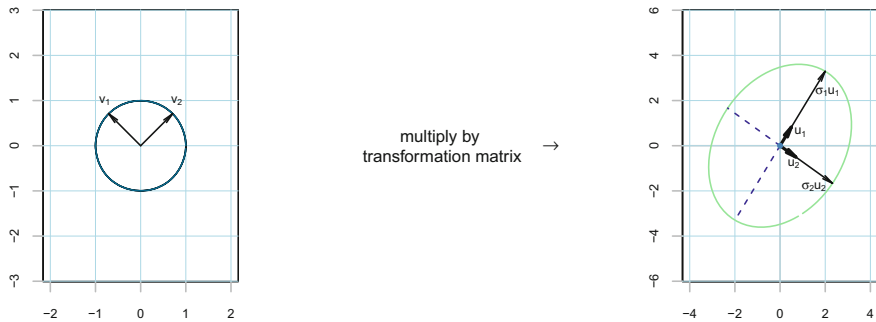 3
2
1
0
−1
−2
−3
−2 −1 0 1 2
v1 v2
multiply by
transformation matrix →
6
4
2
0
−2
−4
−6
−4 −2 0 2 4
σ1u1
u1
u2
σ2u2